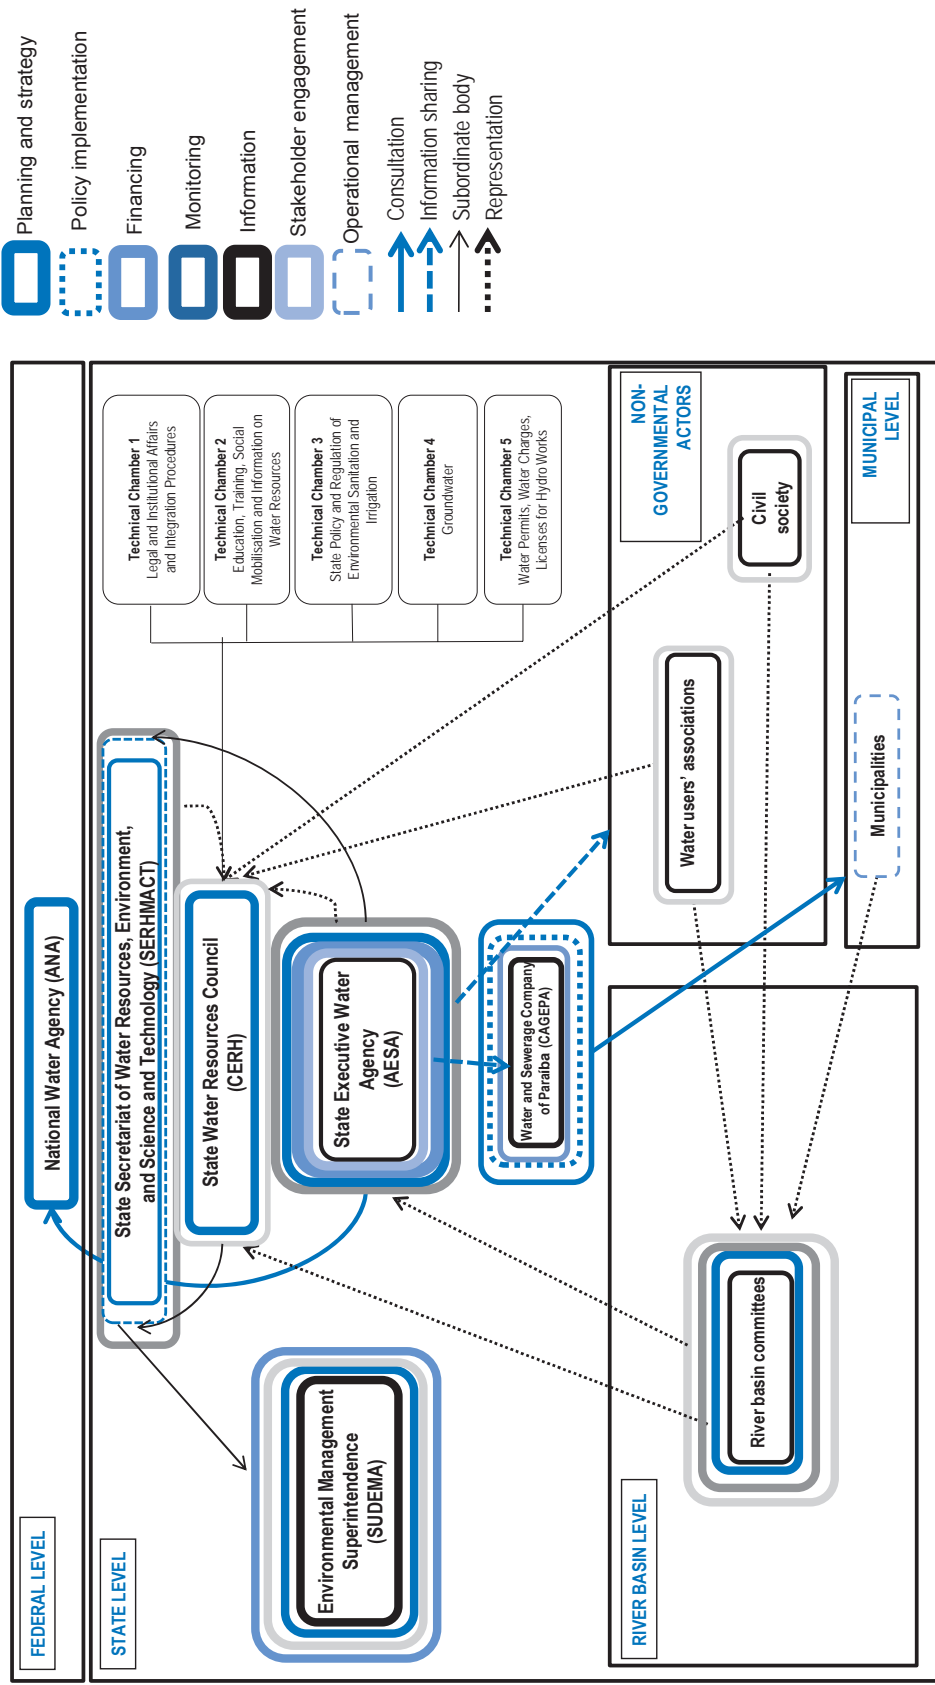 FEDERAL LEVEL
National Water Agency (ANA)
STATE LEVEL
State Secretariat of Water Resources, Environment,
and Science and Technology (SERHMACT)
State Water Resources Council
(CERH)
Environmental Management
Superintendence
(SUDEMA)
State Executive Water
Agency
(AESA)
Water and Sewerage Company
of Paraíba (CAGEPA)
Technical Chamber 1
Legal and Institutional Affairs
and Integration Procedures
Technical Chamber 2
Education, Training, Social
Mobilisation and Information on
Water Resources
Technical Chamber 3
State Policy and Regulation of
Environmental Sanitation and
Irrigation
Technical Chamber 4
Groundwater
Technical Chamber 5
Water Permits, Water Charges,
Licenses for Hydro Works
RIVER BASIN LEVEL
River basin committees
NON-
GOVERNMENTAL
ACTORS
Water users’ associations
Civil
society
MUNICIPAL
LEVEL
Municipalities
Planning and strategy
Policy implementation
Financing
Monitoring
Information
Stakeholder engagement
Operational management
Consultation
Information sharing
Subordinate body
Representation